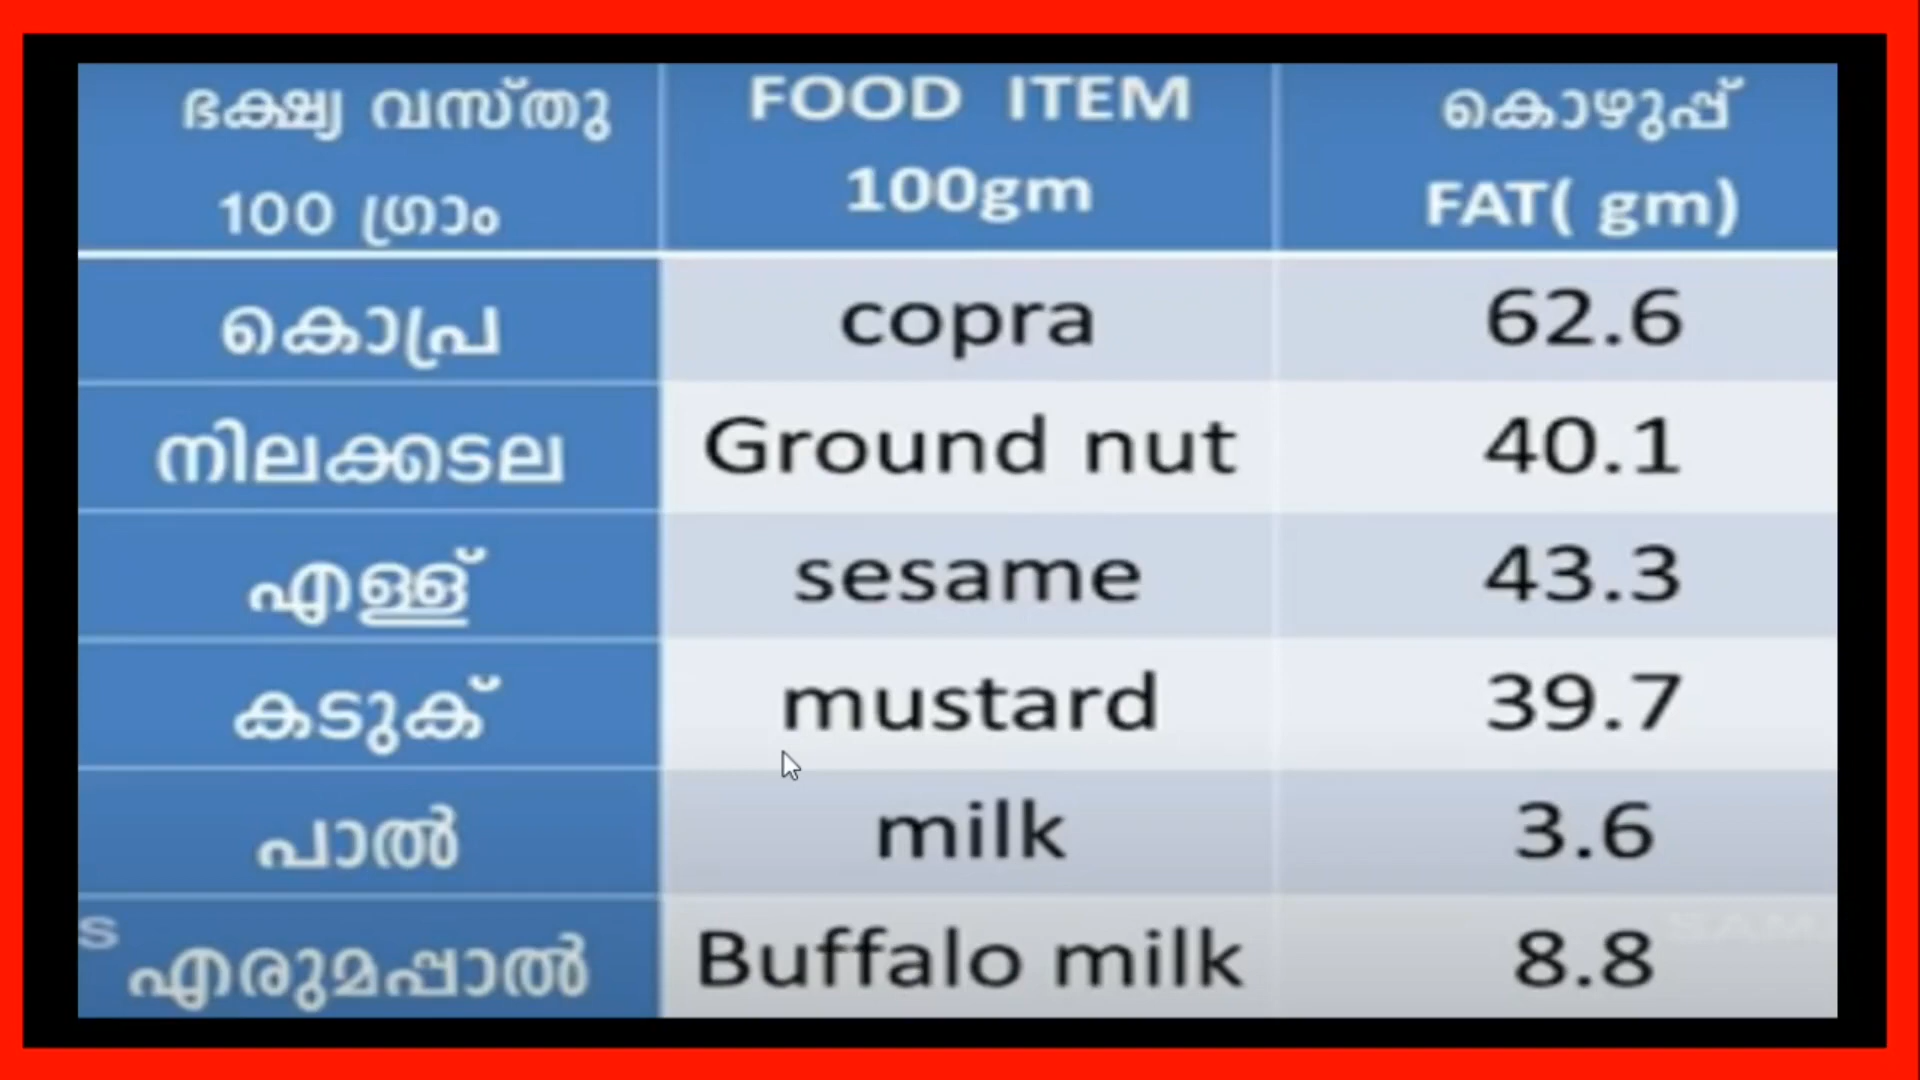 ഭക്ഷ്യ വസ്തു
100 ഗ്രാം
FOOD ITEM
100gm
കൊഴുപ്പ്
FAT( gm)
കൊപ്ര
copra
62.6
നിലക്കടല
Ground nut
40.1
എള്ള്
sesame
43.3
കടുക്
mustard
39.7
പാൽ
milk
3.6
എരുമപ്പാൽ
Buffalo milk
8.8